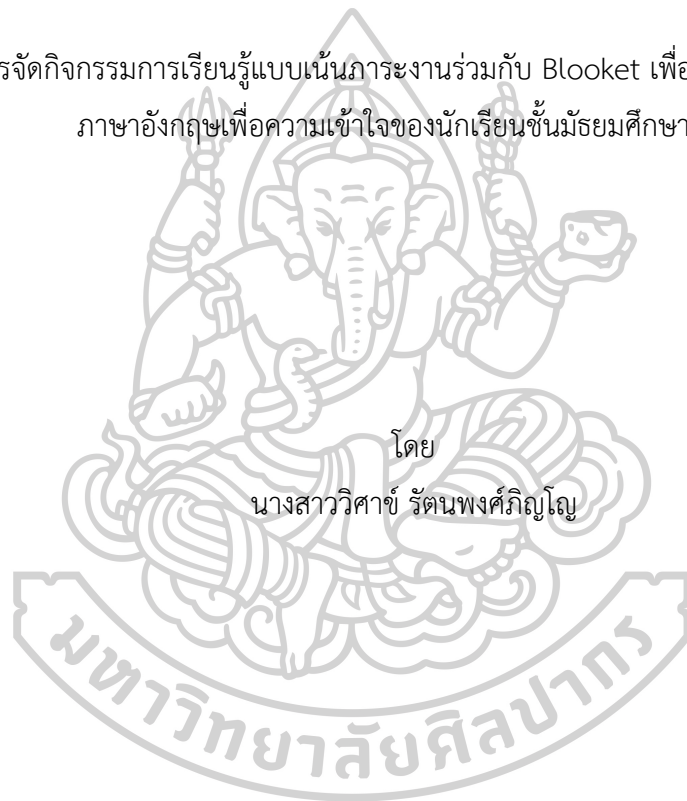 รจัดกิจกรรมการเรียนรู้แบบเน้นภาระงานร่วมกับ Blooket เพื่อ
ภาษาอังกฤษเพื่อความเข้าใจของนักเรียนชั้นมัธยมศึกษา
โดย
นางสาววิศาข์ รัตนพงศ์ภิญโญ
มหาวิทยาลัยศิลปากร